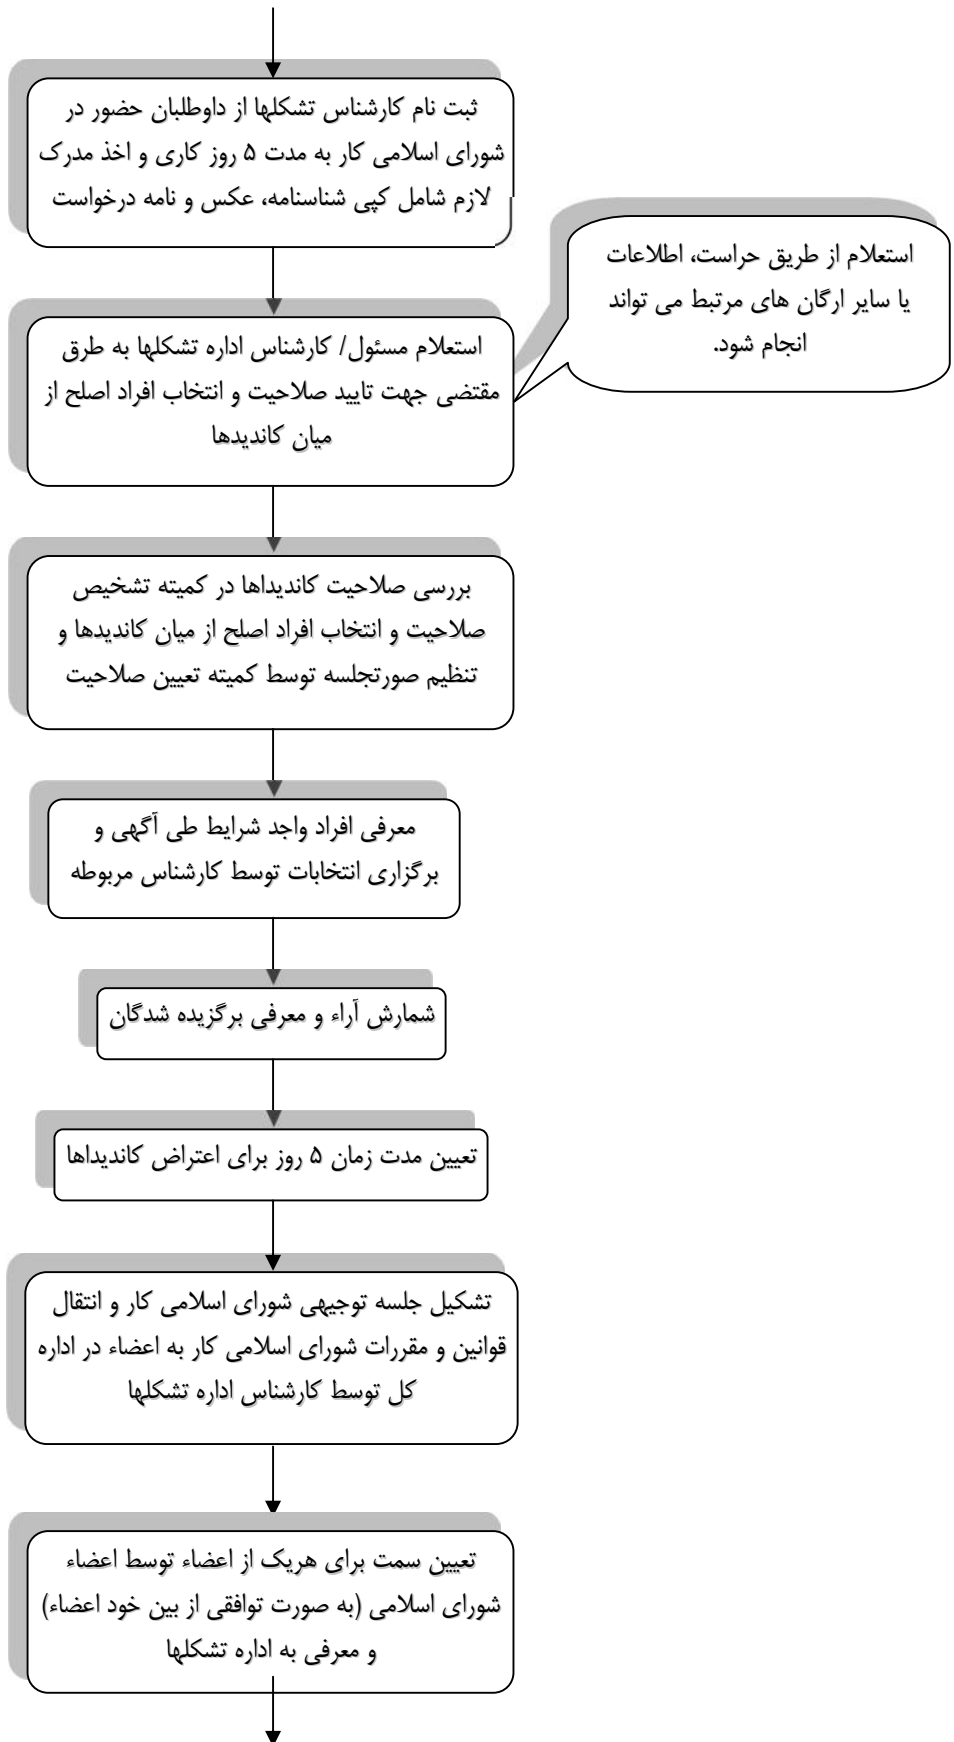 ثبت نام کارشناس تشکلها از داوطلبان حضور در
شورای اسلامی کار به مدت ۵ روز کاری و اخذ مدرک
لازم شامل کپی شناسنامه، عکس و نامه درخواست
استعلام از طریق حراست، اطلاعات
یا سایر ارگان های مرتبط می تواند
انجام شود.
استعلام مسئول/ کارشناس اداره تشکلها به طرق
مقتضی جهت تایید صلاحیت و انتخاب افراد اصلح از
میان کاندیدها
بررسی صلاحیت کاندیداها در کمیته تشخیص
صلاحیت و انتخاب افراد اصلح از میان کاندیدها و
تنظیم صورتجلسه توسط کمیته تعیین صلاحیت
معرفی افراد واجد شرایط طی آگهی و
برگزاری انتخابات توسط کارشناس مربوطه
شمارش آراء و معرفی برگزیده شدگان
تعیین مدت زمان ۵ روز برای اعتراض کاندیداها
تشکیل جلسه توجیهی شورای اسلامی کار و انتقال
قوانین و مقررات شورای اسلامی کار به اعضاء در اداره
کل توسط کارشناس اداره تشکلها
تعیین سمت برای هریک از اعضاء توسط اعضاء
شورای اسلامی (به صورت توافقی از بین خود اعضاء)
و معرفی به اداره تشکلها